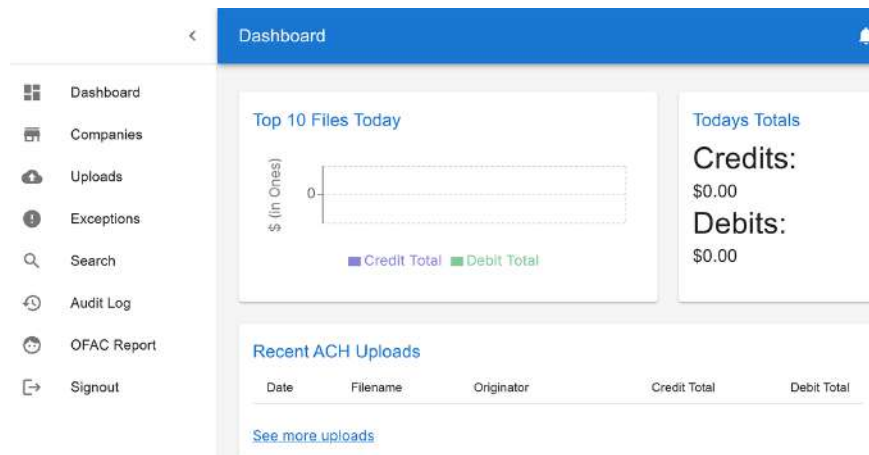 Dashboard
Dashboard
Companies
Uploads
Exceptions
Search
Audit Log
OFAC Report
Signout
Top 10 Files Today
$ (in Ones)
0
Credit Total Debit Total
Todays Totals
Credits:
$0.00
Debits:
$0.00
Recent ACH Uploads
Date Filename Originator Credit Total Debit Total
See more uploads